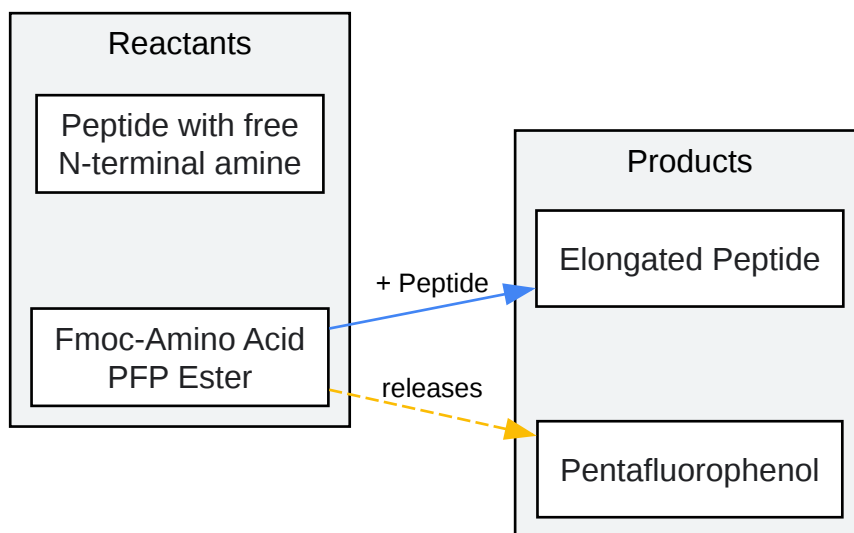 Reactants
Peptide with free
N-terminal amine
Fmoc-Amino Acid
PFP Ester
+ Peptide
releases
Products
Elongated Peptide
Pentafluorophenol